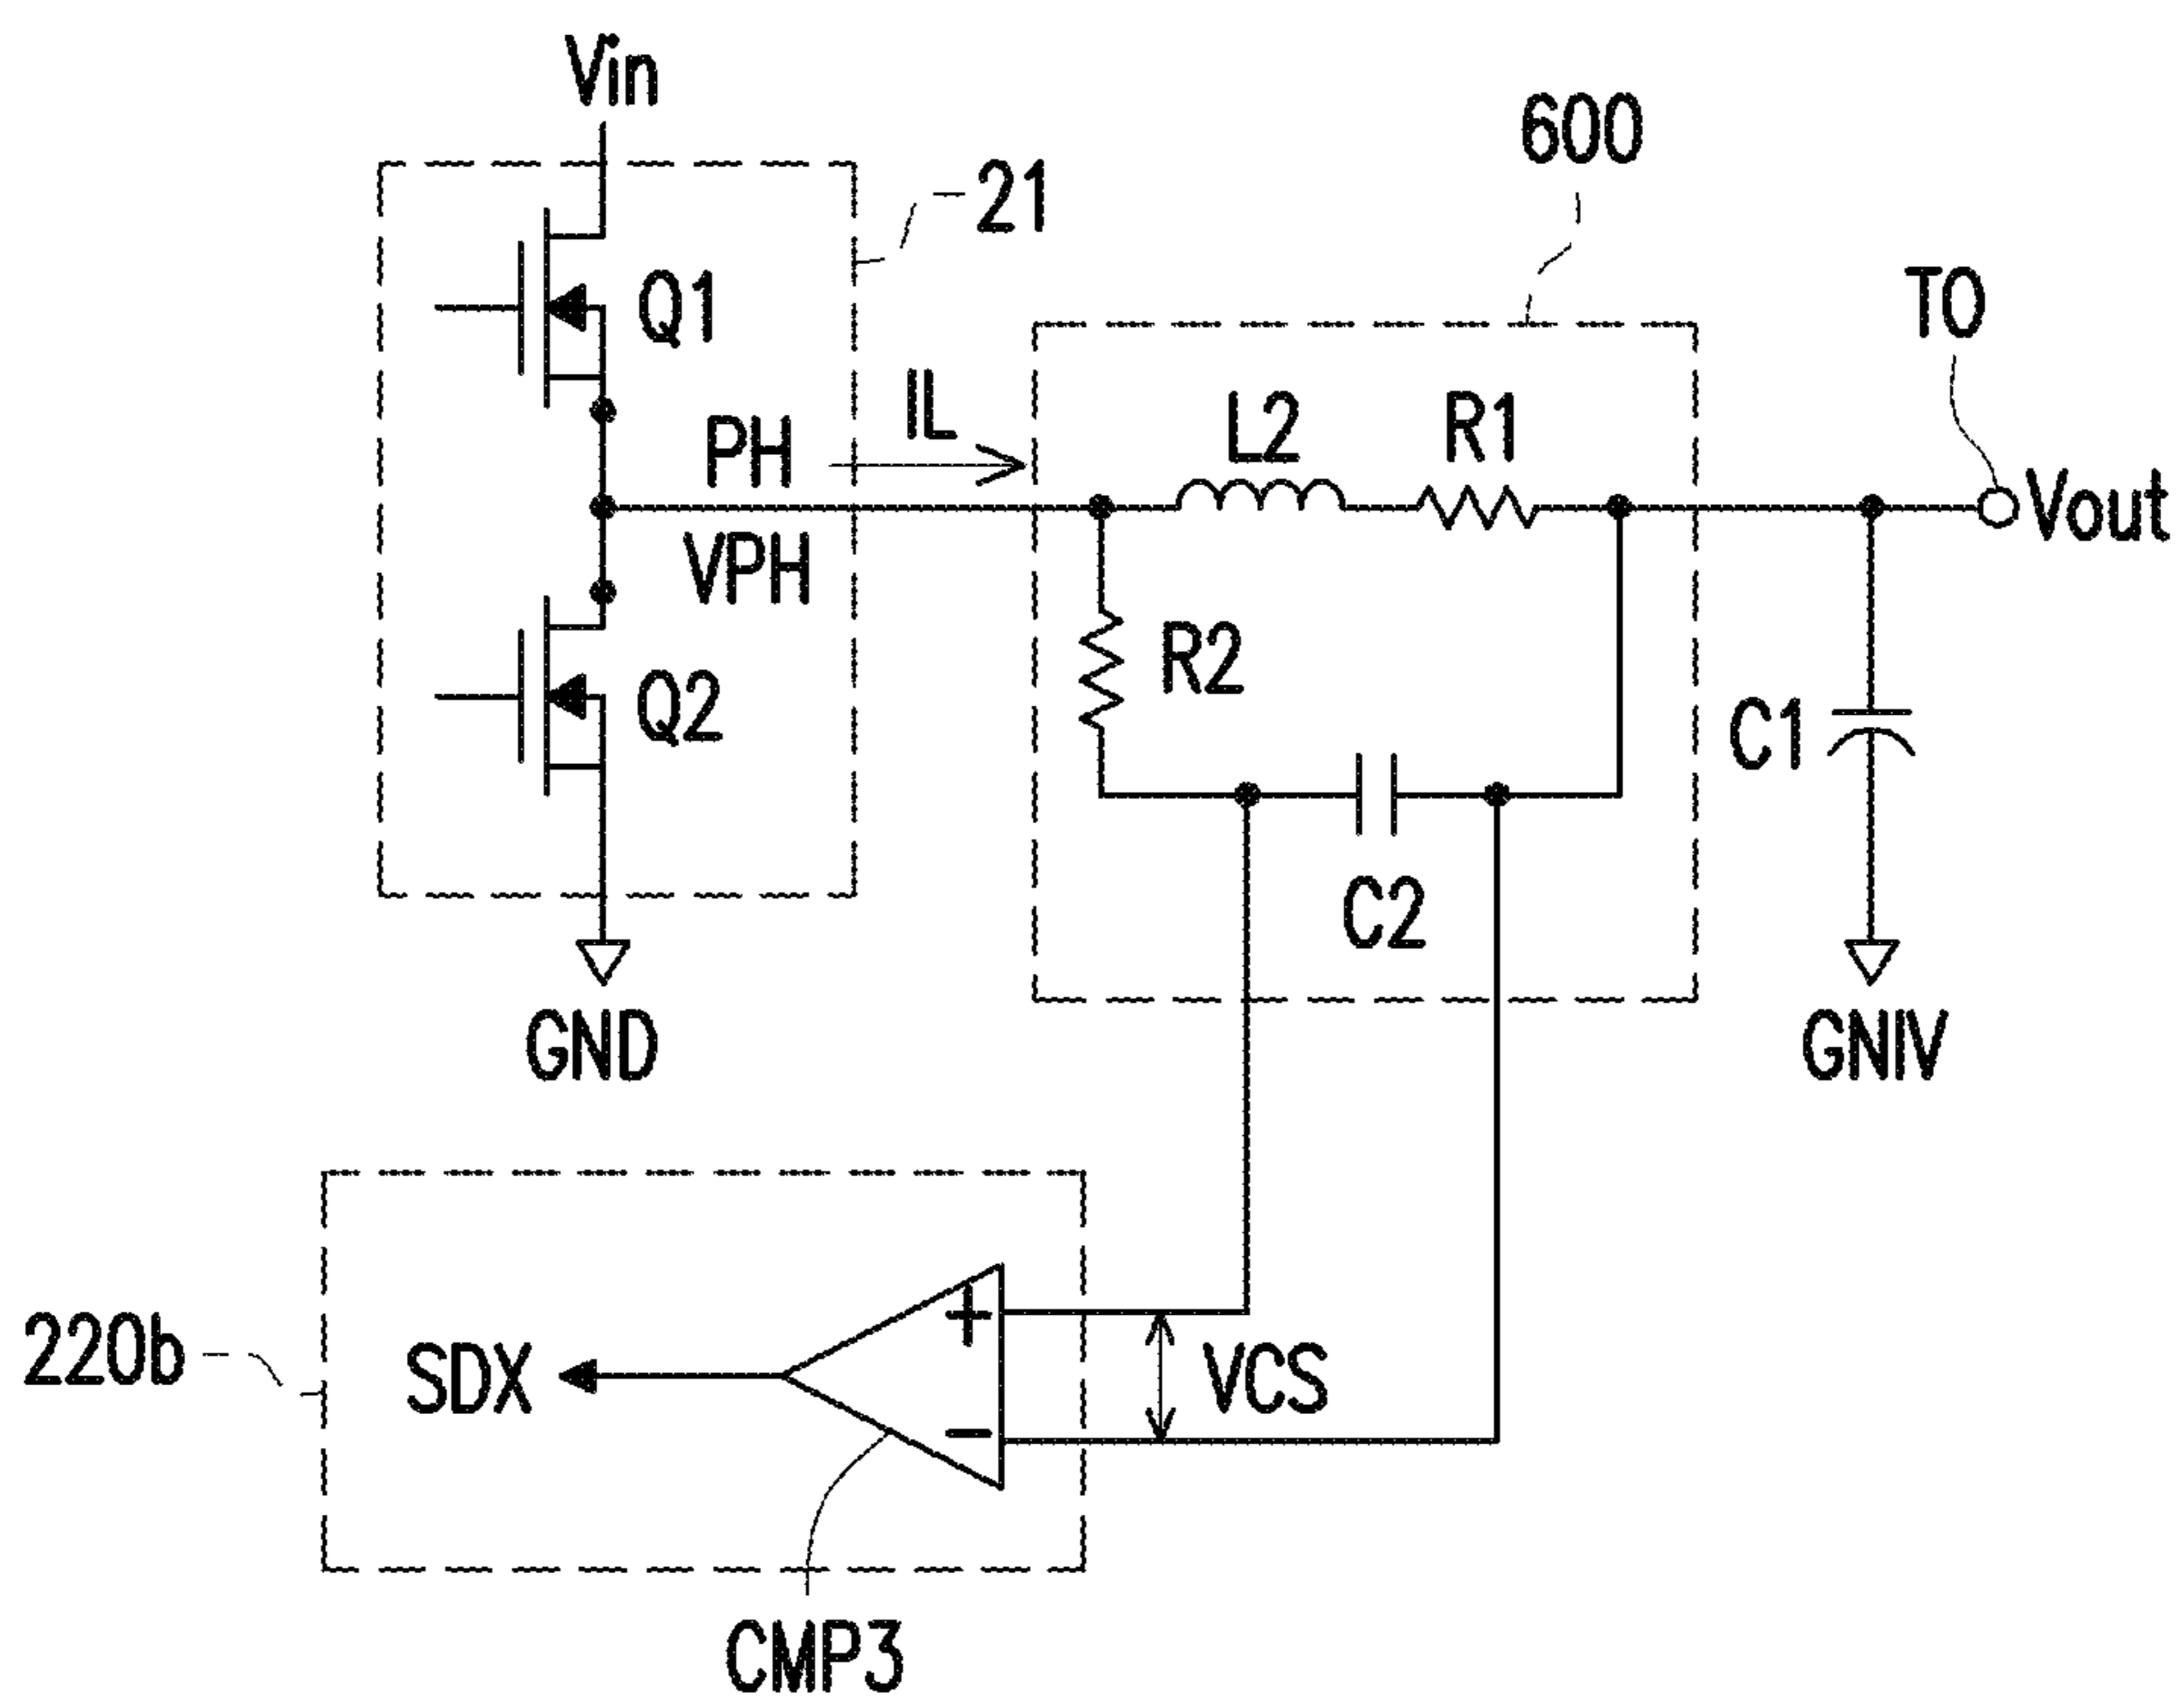 Vin
600
21
TO
Q1
IL
PH
L2
R1
Vout
VPH
R2
Q2
C1
C2
GND
GNIV
+
220b
SDX
VCS
−
CMP3